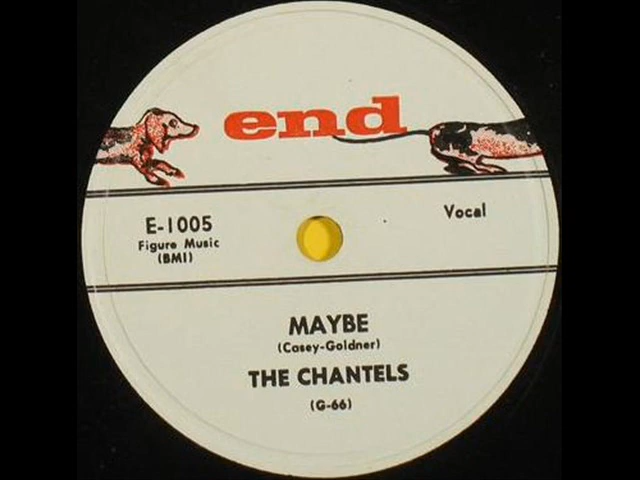 end
E-1005
Figure Music
(BMI)
Vocal
MAYBE
(Casey-Goldner)
THE CHANTELS
(G-66)